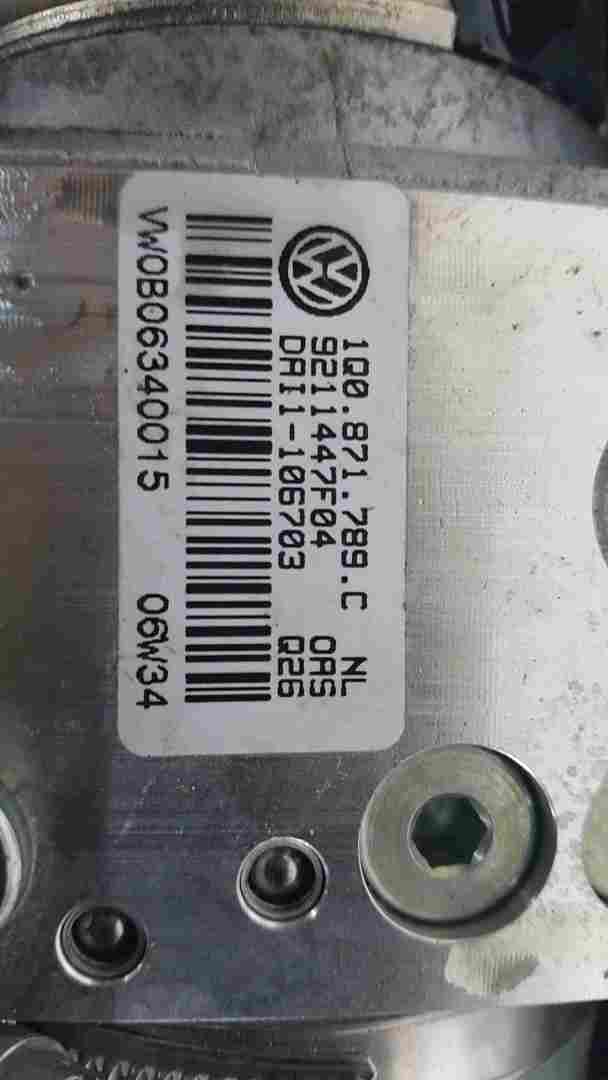 1Q0.871.789.C NL
9211447F04 OAS
DAI1-106703 Q26
VW0B06340015 06W34